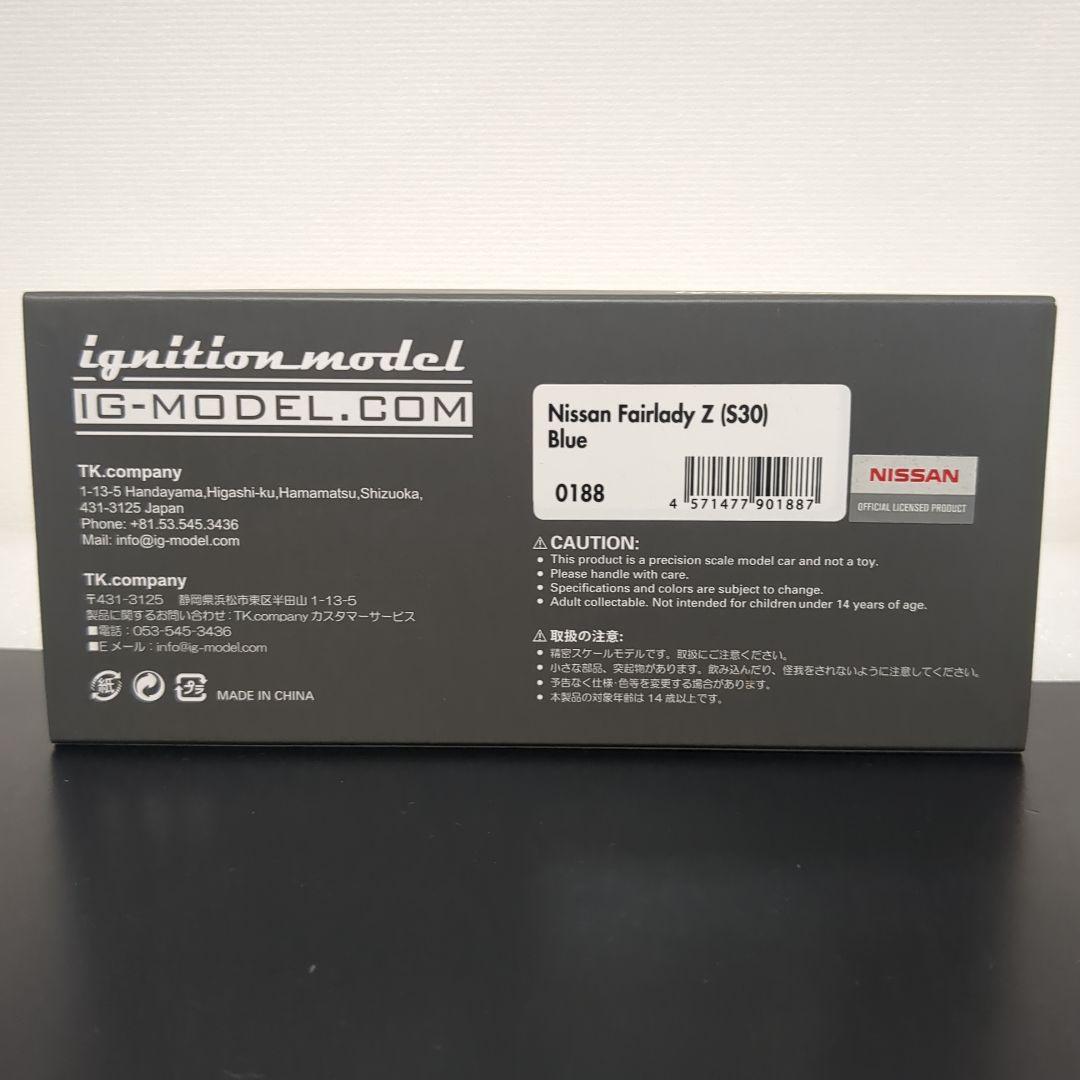 ignition model
IG-MODEL.COM
TK.company
1-13-5 Handayama,Higashi-ku,Hamamatsu,Shizuoka,
431-3125 Japan
Phone: +81.53.545.3436
Mail: info@ig-model.com
TK.company
〒431-3125 静岡県浜松市東区半田山 1-13-5
製品に関するお問い合わせ：TK.company カスタマーサービス
■電話：053-545-3436
■E メール：info@ig-model.com
紙
プラ
MADE IN CHINA
Nissan Fairlady Z (S30)
Blue
0188
4 571477 901887
NISSAN
OFFICIAL LICENSED PRODUCT
⚠ CAUTION:
● This product is a precision scale model car and not a toy.
● Please handle with care.
● Specifications and colors are subject to change.
● Adult collectable. Not intended for children under 14 years of age.
⚠ 取扱の注意:
● 精密スケールモデルです。取扱にご注意ください。
● 小さな部品、突起物があります。飲み込んだり、怪我をされないように注意してください。
● 予告なく仕様・色等を変更する場合があります。
● 本製品の対象年齢は 14 歳以上です。